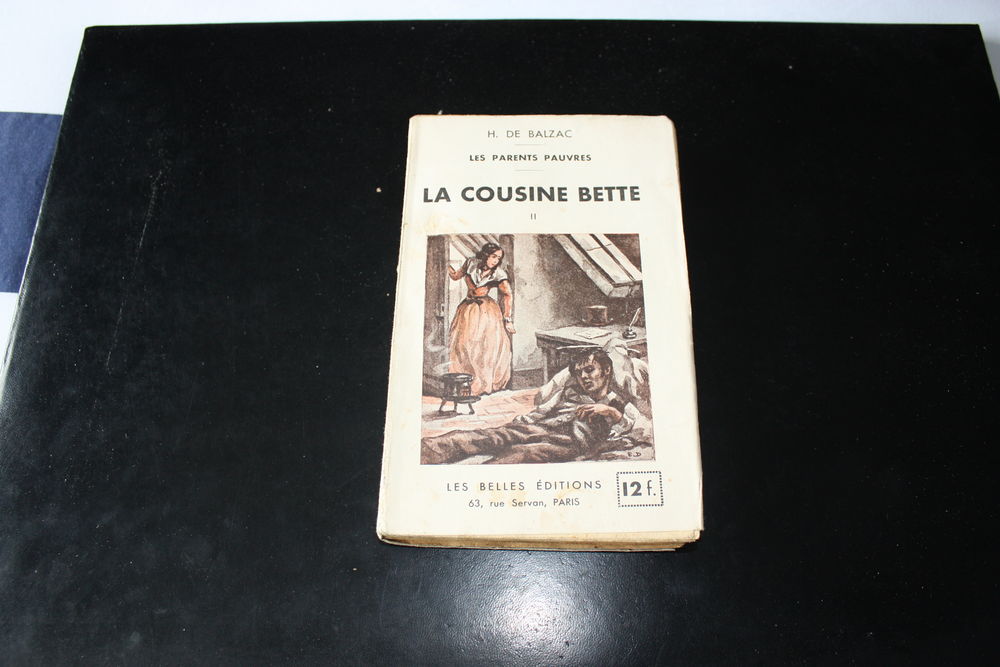 H. DE BALZAC
LES PARENTS PAUVRES
LA COUSINE BETTE
II
LES BELLES ÉDITIONS
63, rue Servan, PARIS
12 f.